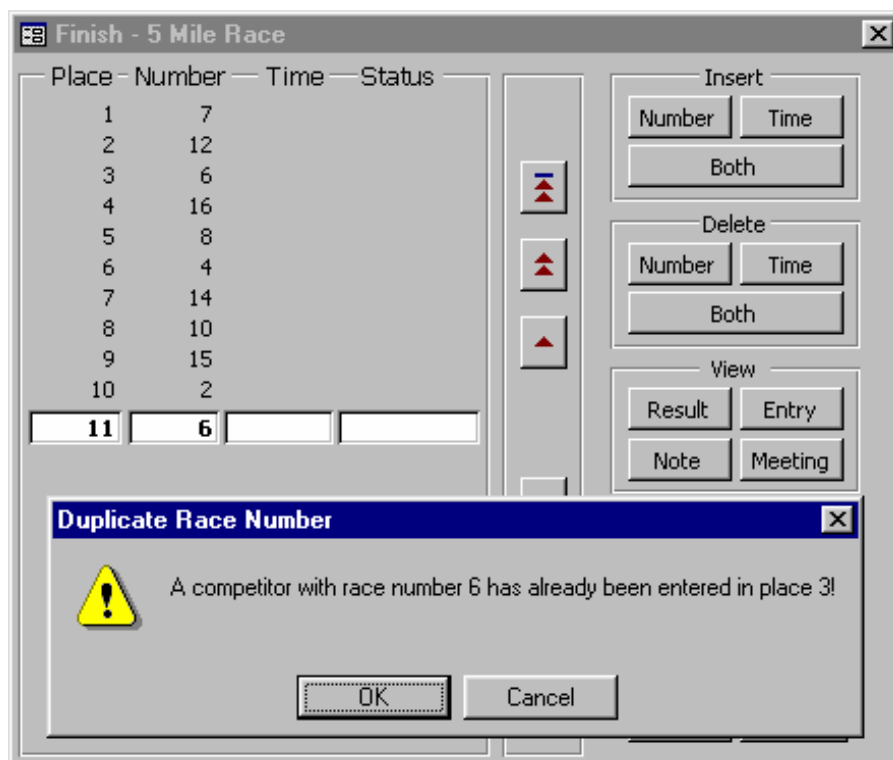 Finish - 5 Mile Race
Place Number Time Status
1 7
2 12
3 6
4 16
5 8
6 4
7 14
8 10
9 15
10 2
11 6
Insert
Number Time
Both
Delete
Number Time
Both
View
Result Entry
Note Meeting
Duplicate Race Number
A competitor with race number 6 has already been entered in place 3!
OK Cancel